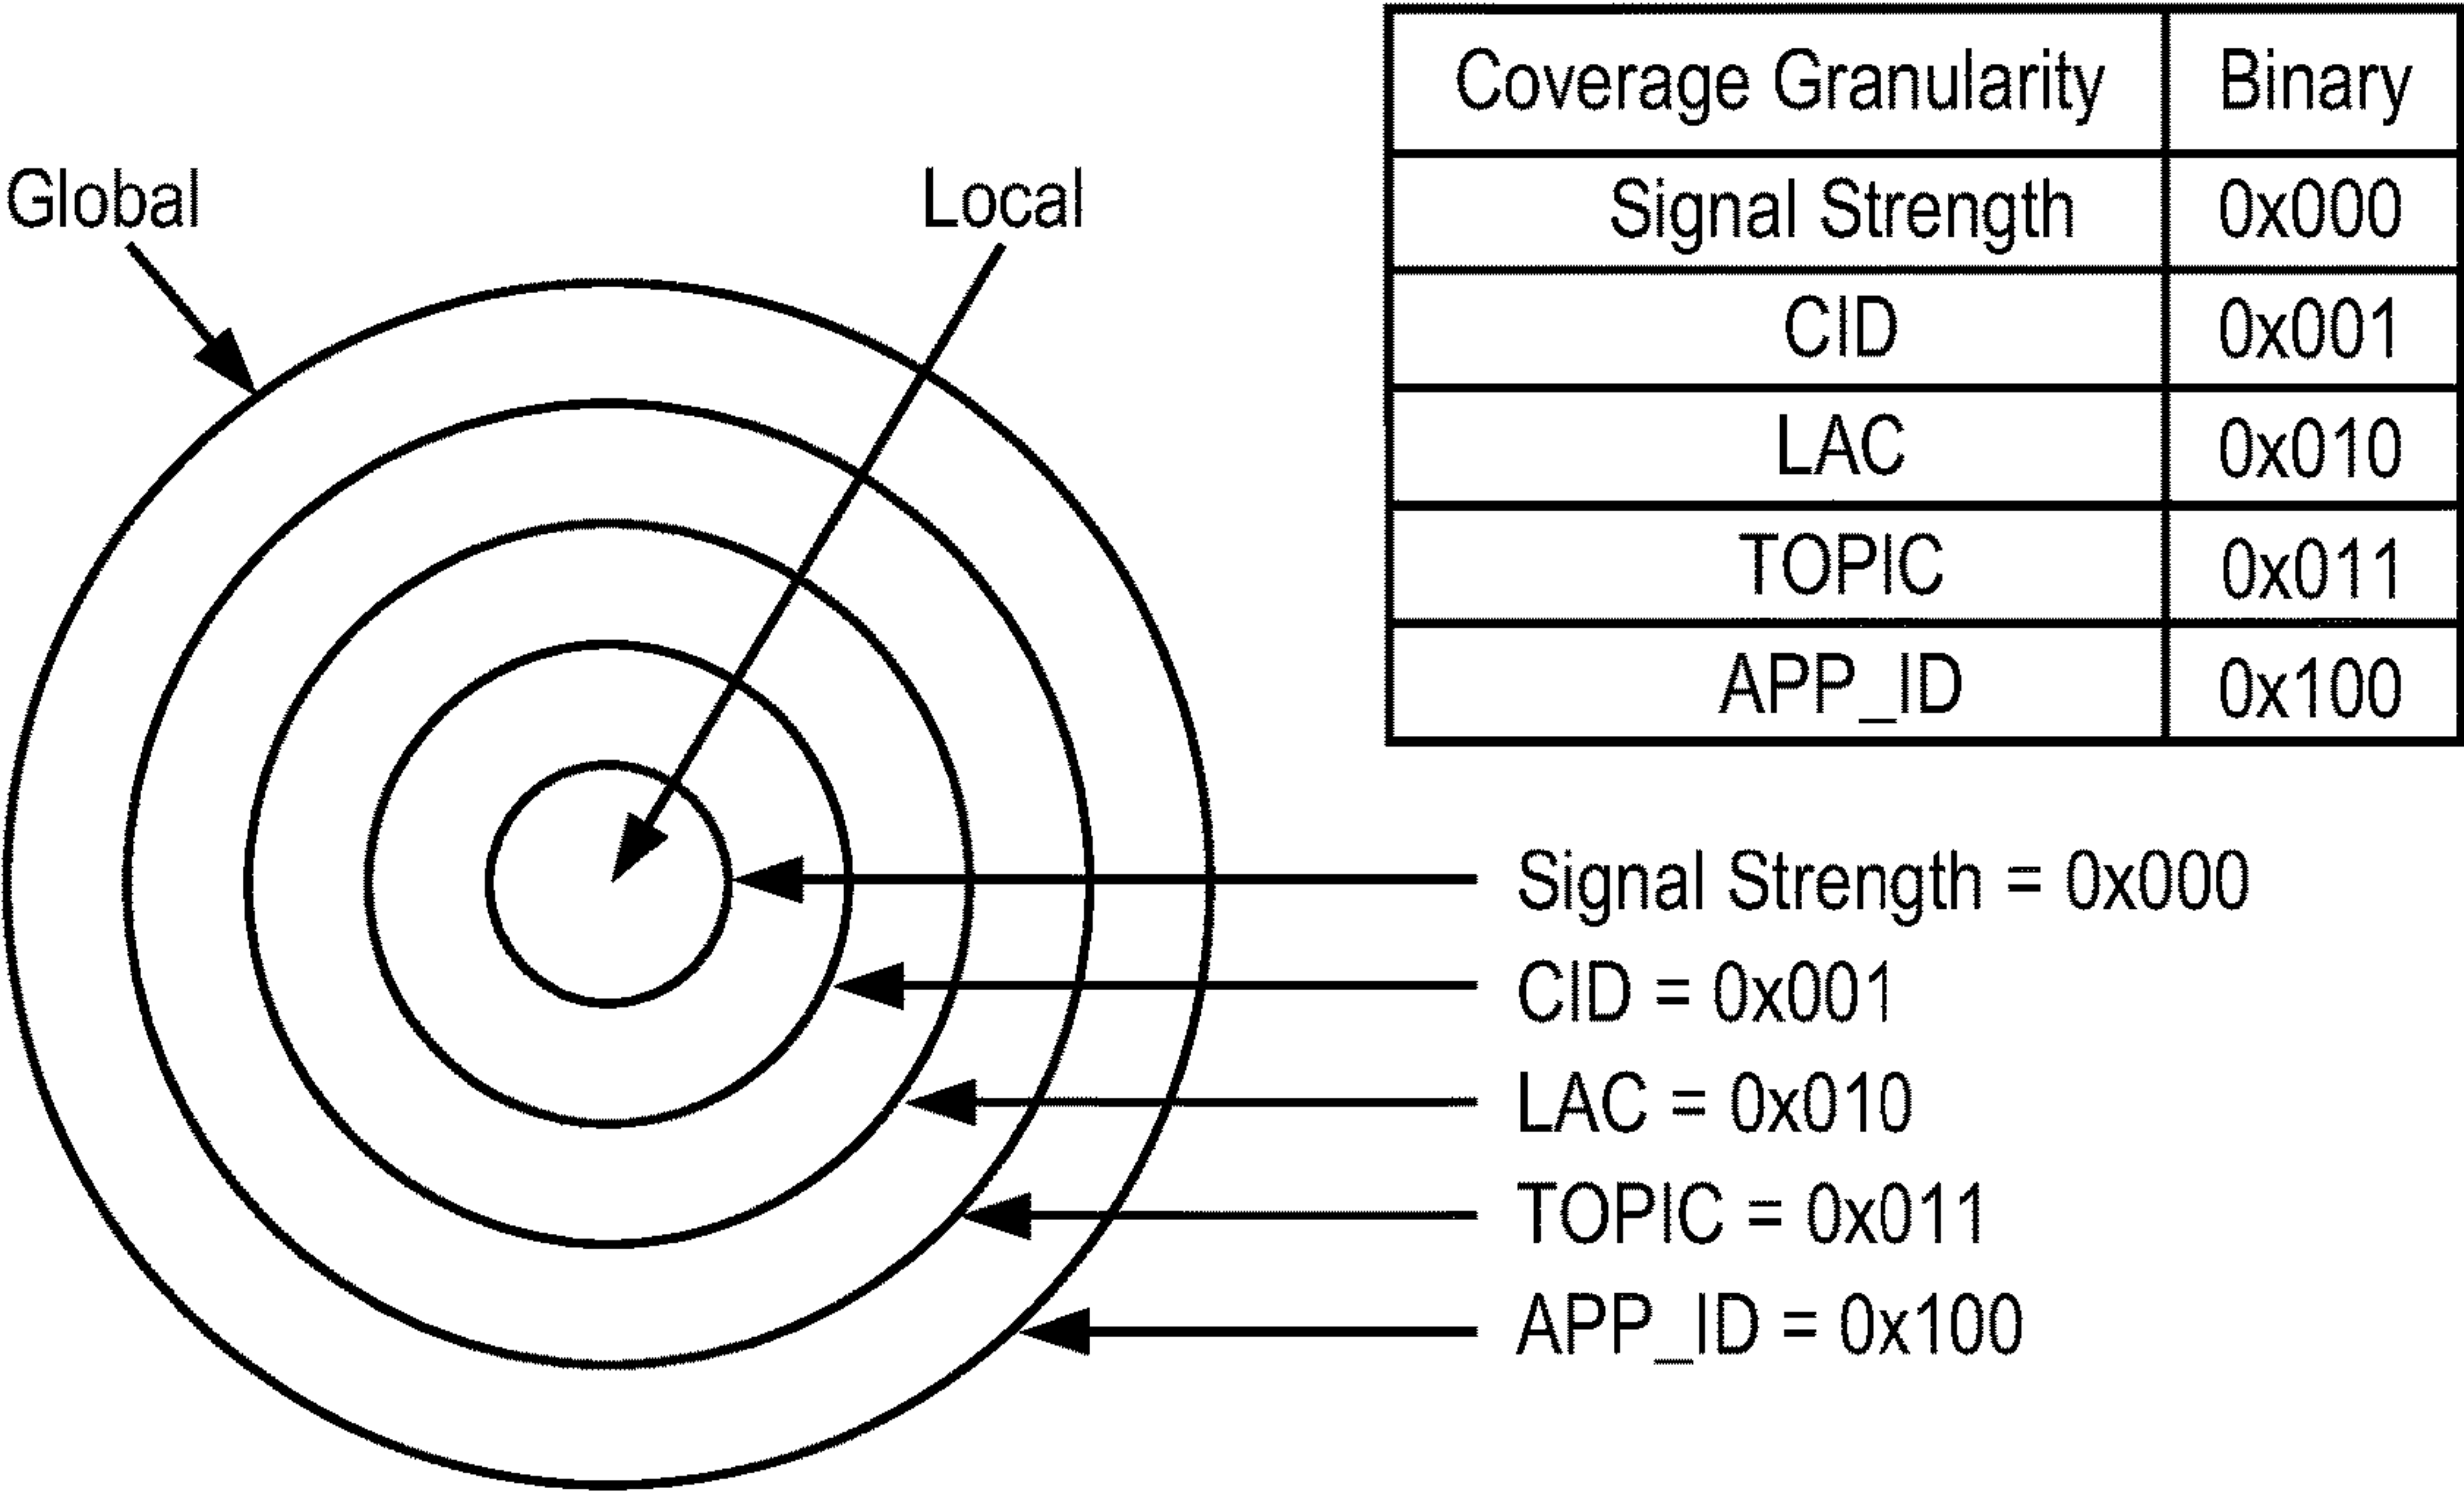 Coverage Granularity Binary
Global
Local
Signal Strength 0x000
CID 0x001
LAC 0x010
TOPIC 0x011
APP_ID 0x100
Signal Strength = 0x000
CID = 0x001
LAC = 0x010
TOPIC = 0x011
APP_ID = 0x100